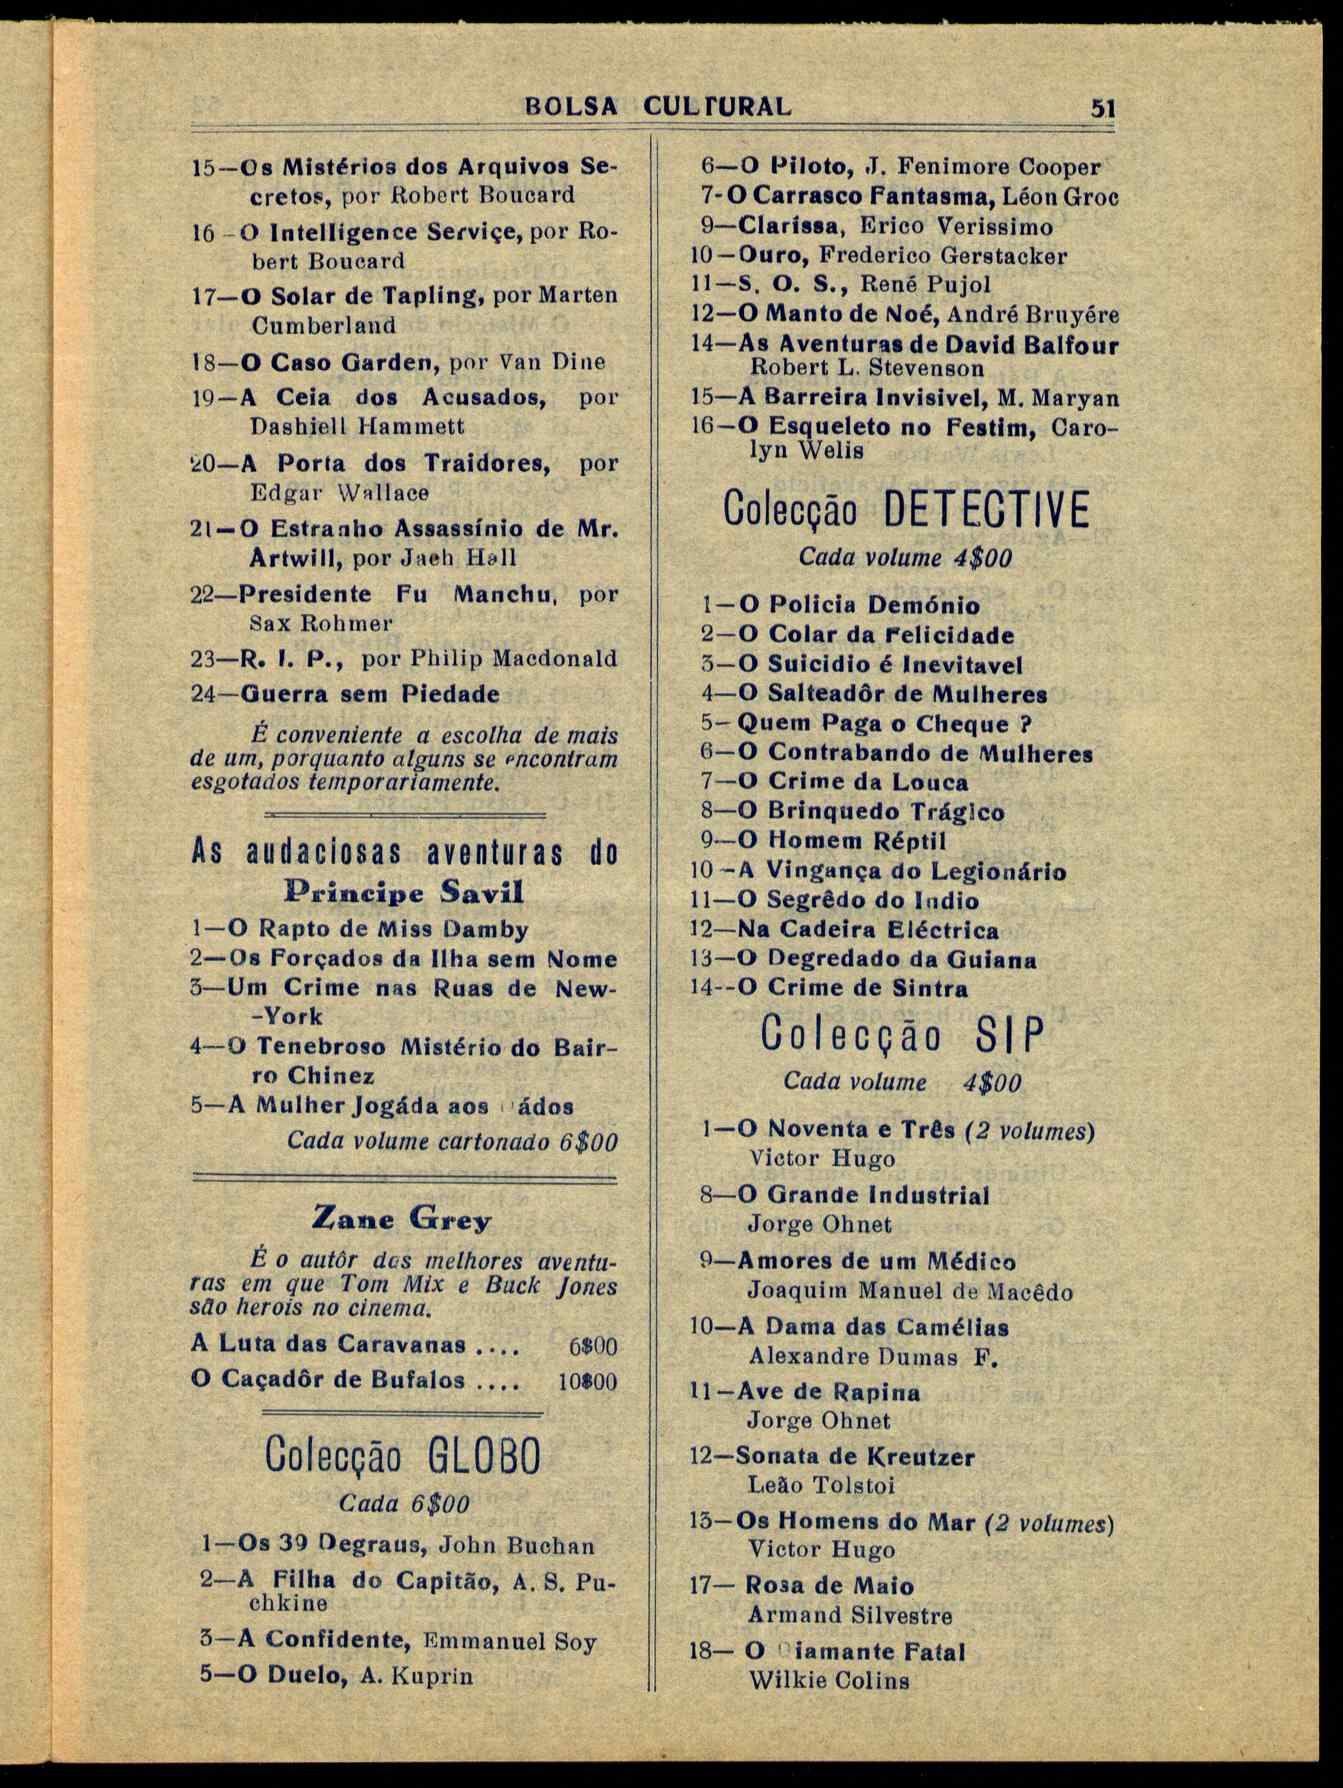 BOLSA CULTURAL 51
15—Os Mistérios dos Arquivos Se-
cretos, por Robert Boucard
16—O Intelligence Serviçe, por Ro-
bert Boucard
17—O Solar de Tapling, por Marten
Cumberland
18—O Caso Garden, por Van Dine
19—A Ceia dos Acusados, por
Dashiell Hammett
20—A Porta dos Traidores, por
Edgar Wallace
21—O Estranho Assassínio de Mr.
Artwill, por Jaeh Hall
22—Presidente Fu Manchu, por
Sax Rohmer
23—R. I. P., por Philip Macdonald
24—Guerra sem Piedade
É conveniente a escolha de mais
de um, porquanto alguns se encontram
esgotados temporariamente.
As audaciosas aventuras do
Principe Savil
1—O Rapto de Miss Damby
2—Os Forçados da Ilha sem Nome
3—Um Crime nas Ruas de New-
-York
4—O Tenebroso Mistério do Bair-
ro Chinez
5—A Mulher Jogáda aos ádos
Cada volume cartonado 6$00
Zane Grey
É o autôr das melhores aventu-
ras em que Tom Mix e Buck Jones
são herois no cinema.
A Luta das Caravanas .... 6$00
O Caçadôr de Bufalos .... 10$00
Colecção GLOBO
Cada 6$00
1—Os 39 Degraus, John Buchan
2—A Filha do Capitão, A. S. Pu-
chkine
3—A Confidente, Emmanuel Soy
5—O Duelo, A. Kuprin
6—O Piloto, J. Fenimore Cooper
7-O Carrasco Fantasma, Léon Groc
9—Clarissa, Erico Verissimo
10—Ouro, Frederico Gerstacker
11—S. O. S., René Pujol
12—O Manto de Noé, André Bruyére
14—As Aventuras de David Balfour
Robert L. Stevenson
15—A Barreira Invisivel, M. Maryan
16—O Esqueleto no Festim, Caro-
lyn Welis
Colecção DETECTIVE
Cada volume 4$00
1—O Policia Demónio
2—O Colar da Felicidade
3—O Suicidio é Inevitavel
4—O Salteadôr de Mulheres
5—Quem Paga o Cheque ?
6—O Contrabando de Mulheres
7—O Crime da Louca
8—O Brinquedo Trágico
9—O Homem Réptil
10—A Vingança do Legionário
11—O Segrêdo do Indio
12—Na Cadeira Eléctrica
13—O Degredado da Guiana
14--O Crime de Sintra
Colecção SIP
Cada volume 4$00
1—O Noventa e Três (2 volumes)
Victor Hugo
8—O Grande Industrial
Jorge Ohnet
9—Amores de um Médico
Joaquim Manuel de Macêdo
10—A Dama das Camélias
Alexandre Dumas F.
11—Ave de Rapina
Jorge Ohnet
12—Sonata de Kreutzer
Leão Tolstoi
13—Os Homens do Mar (2 volumes)
Victor Hugo
17— Rosa de Maio
Armand Silvestre
18— O Diamante Fatal
Wilkie Colins